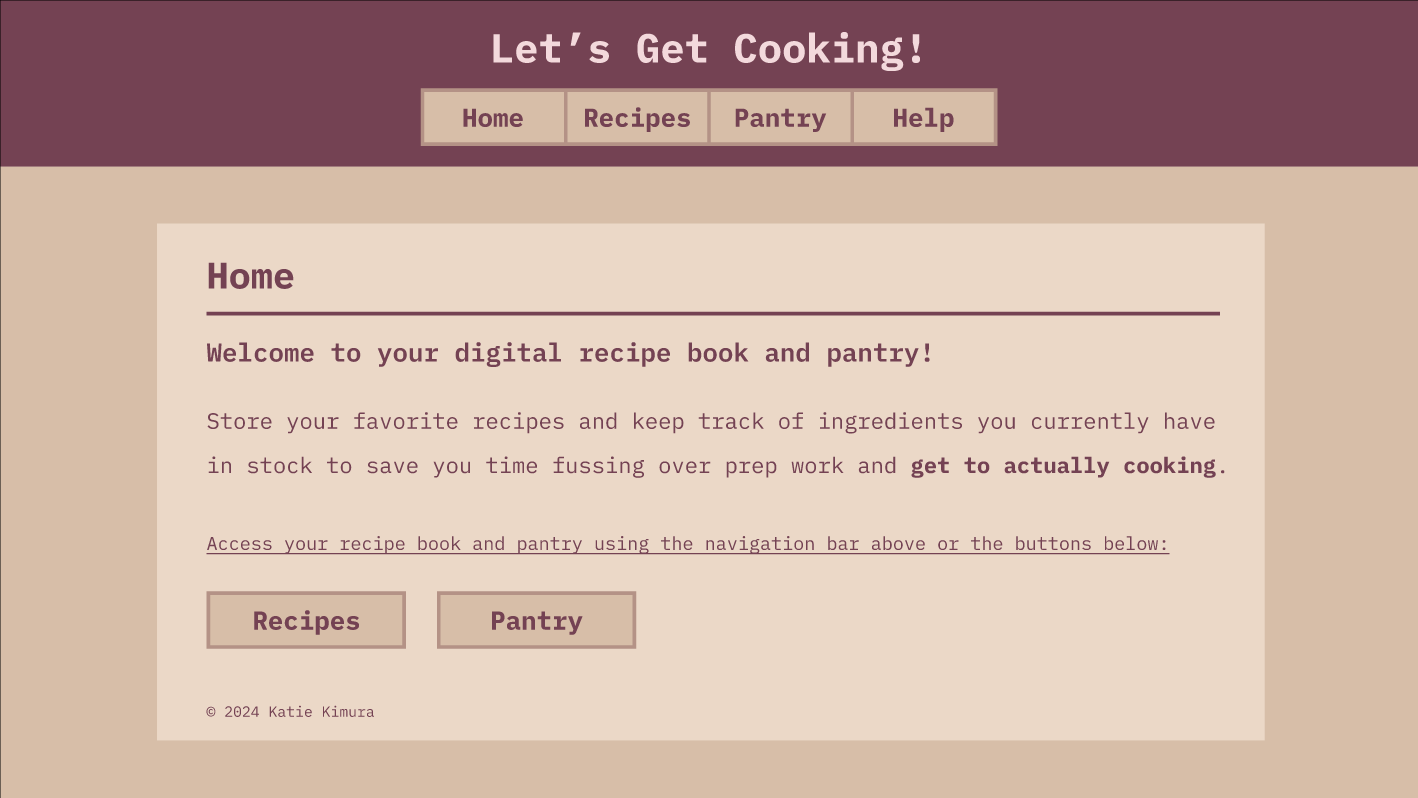 Let’s Get Cooking!
Home Recipes Pantry Help
Home
Welcome to your digital recipe book and pantry!
Store your favorite recipes and keep track of ingredients you currently have
in stock to save you time fussing over prep work and get to actually cooking.
Access your recipe book and pantry using the navigation bar above or the buttons below:
Recipes Pantry
© 2024 Katie Kimura